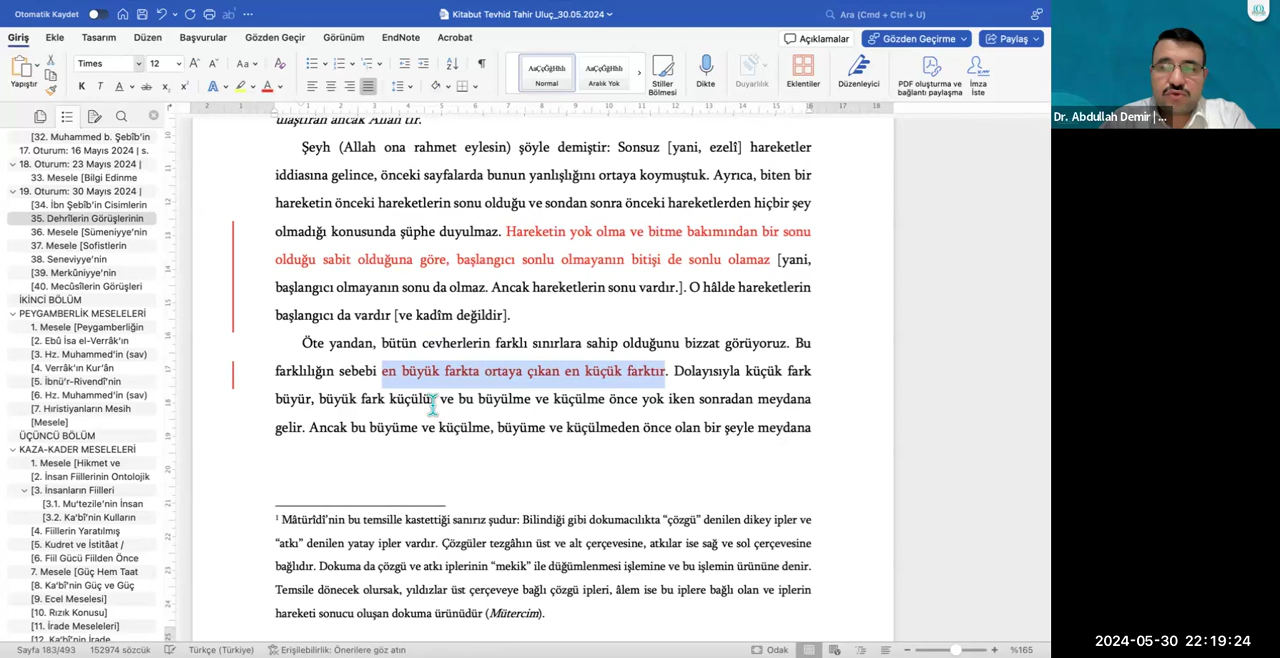 Otomatik Kaydet
Kitabut Tevhid Tahir Uluç_30.05.2024
Ara (Cmd + Ctrl + U)
Giriş Ekle Tasarım Düzen Başvurular Gözden Geçir Görünüm EndNote Acrobat
Açıklamalar Gözden Geçirme Paylaş
Yapıştır
Times 12
K T A ab
AaÇçĞğHhİı AaÇçĞğHhİı
Normal Aralık Yok
Stiller Bölmesi
Dikte
Duyarlık
Eklentiler
Düzenleyici
PDF oluşturma ve bağlantı paylaşma
İmza İste
Dr. Abdullah Demir | ...
[32. Muhammed b. Şebîb'in
17. Oturum: 16 Mayıs 2024 | s.
18. Oturum: 23 Mayıs 2024 |
33. Mesele [Bilgi Edinme
19. Oturum: 30 Mayıs 2024 |
[34. İbn Şebîb'in Cisimlerin
35. Dehrîlerin Görüşlerinin
36. Mesele [Sümeniyye'nin
37. Mesele [Sofistlerin
38. Seneviyye'nin
[39. Merkûniyye'nin
[40. Mecûsîlerin Görüşleri
İKİNCİ BÖLÜM
PEYGAMBERLİK MESELELERİ
1. Mesele [Peygamberliğin
[2. Ebû İsa el-Verrâk'ın
[3. Hz. Muhammed'in (sav)
[4. Verrâk'ın Kur'ân
[5. İbnü'r-Rivendî'nin
[6. Hz. Muhammed'in (sav)
[7. Hıristiyanların Mesih
[Mesele]
ÜÇÜNCÜ BÖLÜM
KAZA-KADER MESELELERİ
1. Mesele [Hikmet ve
[2. İnsan Fiillerinin Ontolojik
[3. İnsanların Fiilleri
[3.1. Mu'tezile'nin İnsan
[3.2. Ka'bî'nin Kulların
[4. Fiillerin Yaratılmış
[5. Kudret ve İstitâat /
[6. Fiil Gücü Fiilden Önce
7. Mesele [Güç Hem Taat
[8. Ka'bî'nin Güç ve Güç
[9. Ecel Meselesi]
[10. Rızık Konusu]
[11. İrade Meseleleri]
[12. Ka'bî'nin İrade
ulaştıran ancak Allah'tır.
Şeyh (Allah ona rahmet eylesin) şöyle demiştir: Sonsuz [yani, ezelî] hareketler
iddiasına gelince, önceki sayfalarda bunun yanlışlığını ortaya koymuştuk. Ayrıca, biten bir
hareketin önceki hareketlerin sonu olduğu ve sondan sonra önceki hareketlerden hiçbir şey
olmadığı konusunda şüphe duyulmaz. Hareketin yok olma ve bitme bakımından bir sonu
olduğu sabit olduğuna göre, başlangıcı sonlu olmayanın bitişi de sonlu olamaz [yani,
başlangıcı olmayanın sonu da olmaz. Ancak hareketlerin sonu vardır.]. O hâlde hareketlerin
başlangıcı da vardır [ve kadîm değildir].
Öte yandan, bütün cevherlerin farklı sınırlara sahip olduğunu bizzat görüyoruz. Bu
farklılığın sebebi en büyük farkta ortaya çıkan en küçük farktır. Dolayısıyla küçük fark
büyür, büyük fark küçülür ve bu büyülme ve küçülme önce yok iken sonradan meydana
gelir. Ancak bu büyüme ve küçülme, büyüme ve küçülmeden önce olan bir şeyle meydana
1 Mâtürîdî'nin bu temsille kastettiği sanırız şudur: Bilindiği gibi dokumacılıkta “çözgü” denilen dikey ipler ve
“atkı” denilen yatay ipler vardır. Çözgüler tezgâhın üst ve alt çerçevesine, atkılar ise sağ ve sol çerçevesine
bağlıdır. Dokuma da çözgü ve atkı iplerinin “mekik” ile düğümlenmesi işlemine ve bu işlemin ürününe denir.
Temsile dönecek olursak, yıldızlar üst çerçeveye bağlı çözgü ipleri, âlem ise bu iplere bağlı olan ve iplerin
hareketi sonucu oluşan dokuma ürünüdür (Mütercim).
Sayfa 183/493 152974 sözcük Türkçe (Türkiye) Erişilebilirlik: Önerilere göz atın Odak %165
2024-05-30 22:19:24